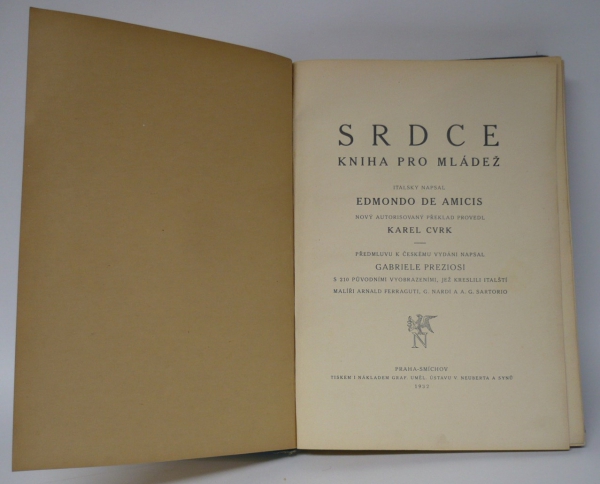 SRDCE
KNIHA PRO MLÁDEŽ
ITALSKY NAPSAL
EDMONDO DE AMICIS
NOVÝ AUTORISOVANÝ PŘEKLAD PROVEDL
KAREL CVRK
PŘEDMLUVU K ČESKÉMU VYDÁNÍ NAPSAL
GABRIELE PREZIOSI
S 210 PŮVODNÍMI VYOBRAZENÍMI, JEŽ KRESLILI ITALŠTÍ
MALÍŘI ARNALD FERRAGUTI, G. NARDI A A. G. SARTORIO
N
PRAHA-SMÍCHOV
TISKEM I NÁKLADEM GRAF. UMĚL. ÚSTAVU V. NEUBERTA A SYNŮ